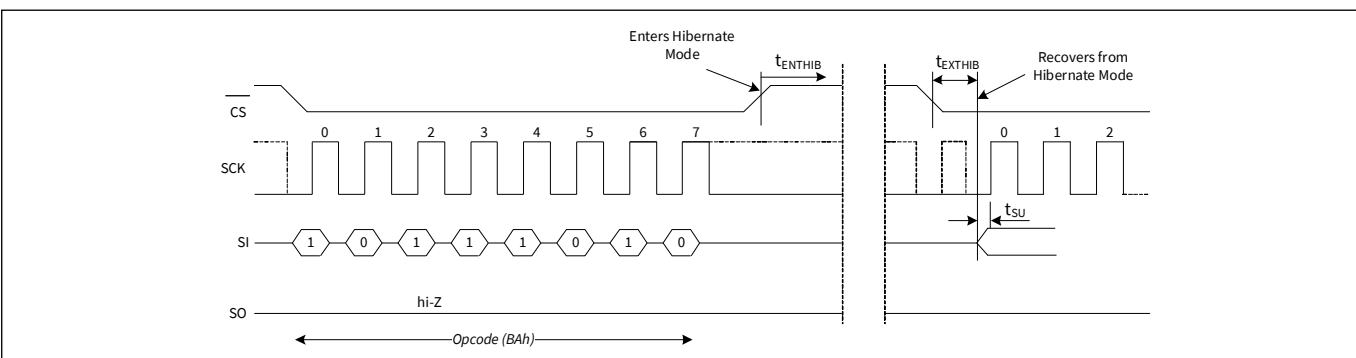 Enters Hibernate
Mode
tENTHIB
tEXTHIB
Recovers from
Hibernate Mode
CS
0 1 2 3 4 5 6 7 0 1 2
SCK
tSU
SI 1 0 1 1 1 0 1 0
hi-Z
SO
Opcode (BAh)